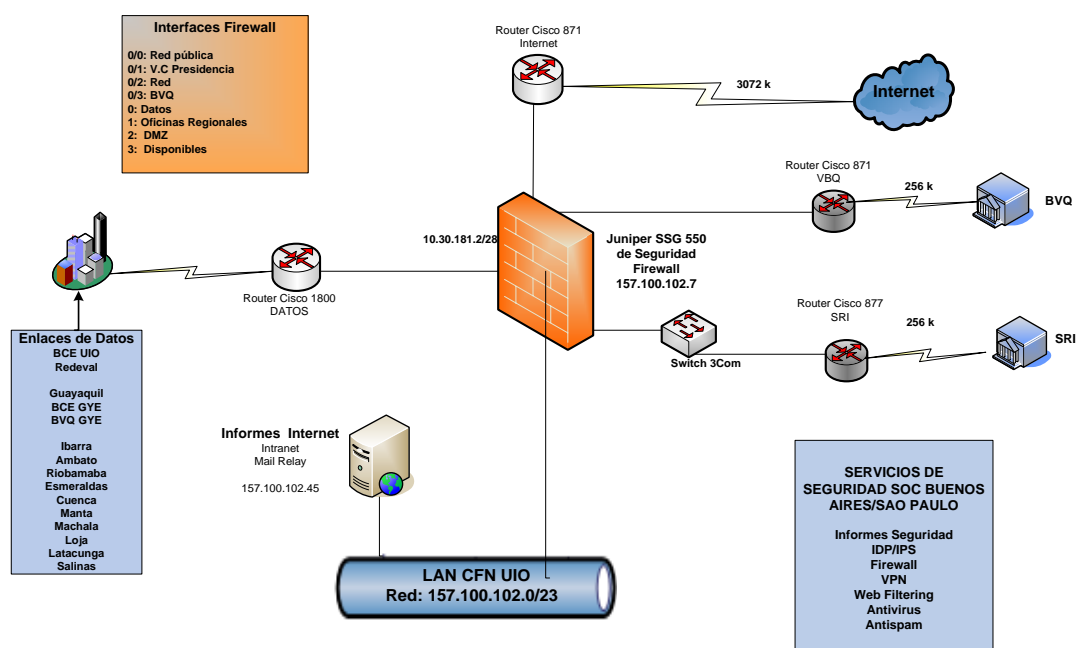 Interfaces Firewall
0/0: Red pública
0/1: V.C Presidencia
0/2: Red
0/3: BVQ
0: Datos
1: Oficinas Regionales
2: DMZ
3: Disponibles
Router Cisco 871
Internet
3072 k
Internet
Router Cisco 871
VBQ
256 k
BVQ
10.30.181.2/28
Juniper SSG 550
de Seguridad
Firewall
157.100.102.7
Router Cisco 1800
DATOS
Router Cisco 877
SRI
256 k
SRI
Switch 3Com
Enlaces de Datos
BCE UIO
Redeval
Guayaquil
BCE GYE
BVQ GYE
Ibarra
Ambato
Riobamaba
Esmeraldas
Cuenca
Manta
Machala
Loja
Latacunga
Salinas
Informes Internet
Intranet
Mail Relay
157.100.102.45
SERVICIOS DE
SEGURIDAD SOC BUENOS
AIRES/SAO PAULO
Informes Seguridad
IDP/IPS
Firewall
VPN
Web Filtering
Antivirus
Antispam
LAN CFN UIO
Red: 157.100.102.0/23